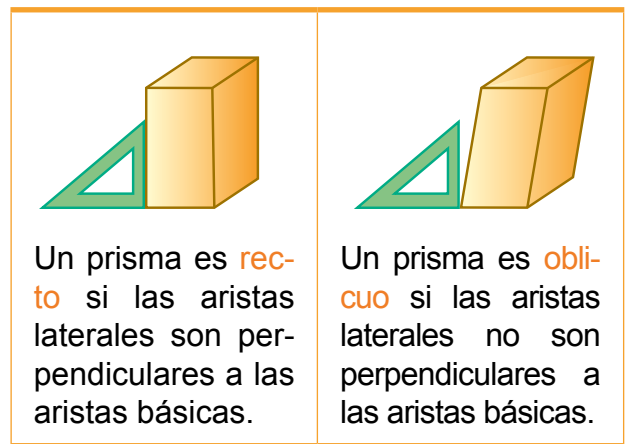 Un prisma es rec-
to si las aristas
laterales son per-
pendiculares a las
aristas básicas.
Un prisma es obli-
cuo si las aristas
laterales no son
perpendiculares a
las aristas básicas.